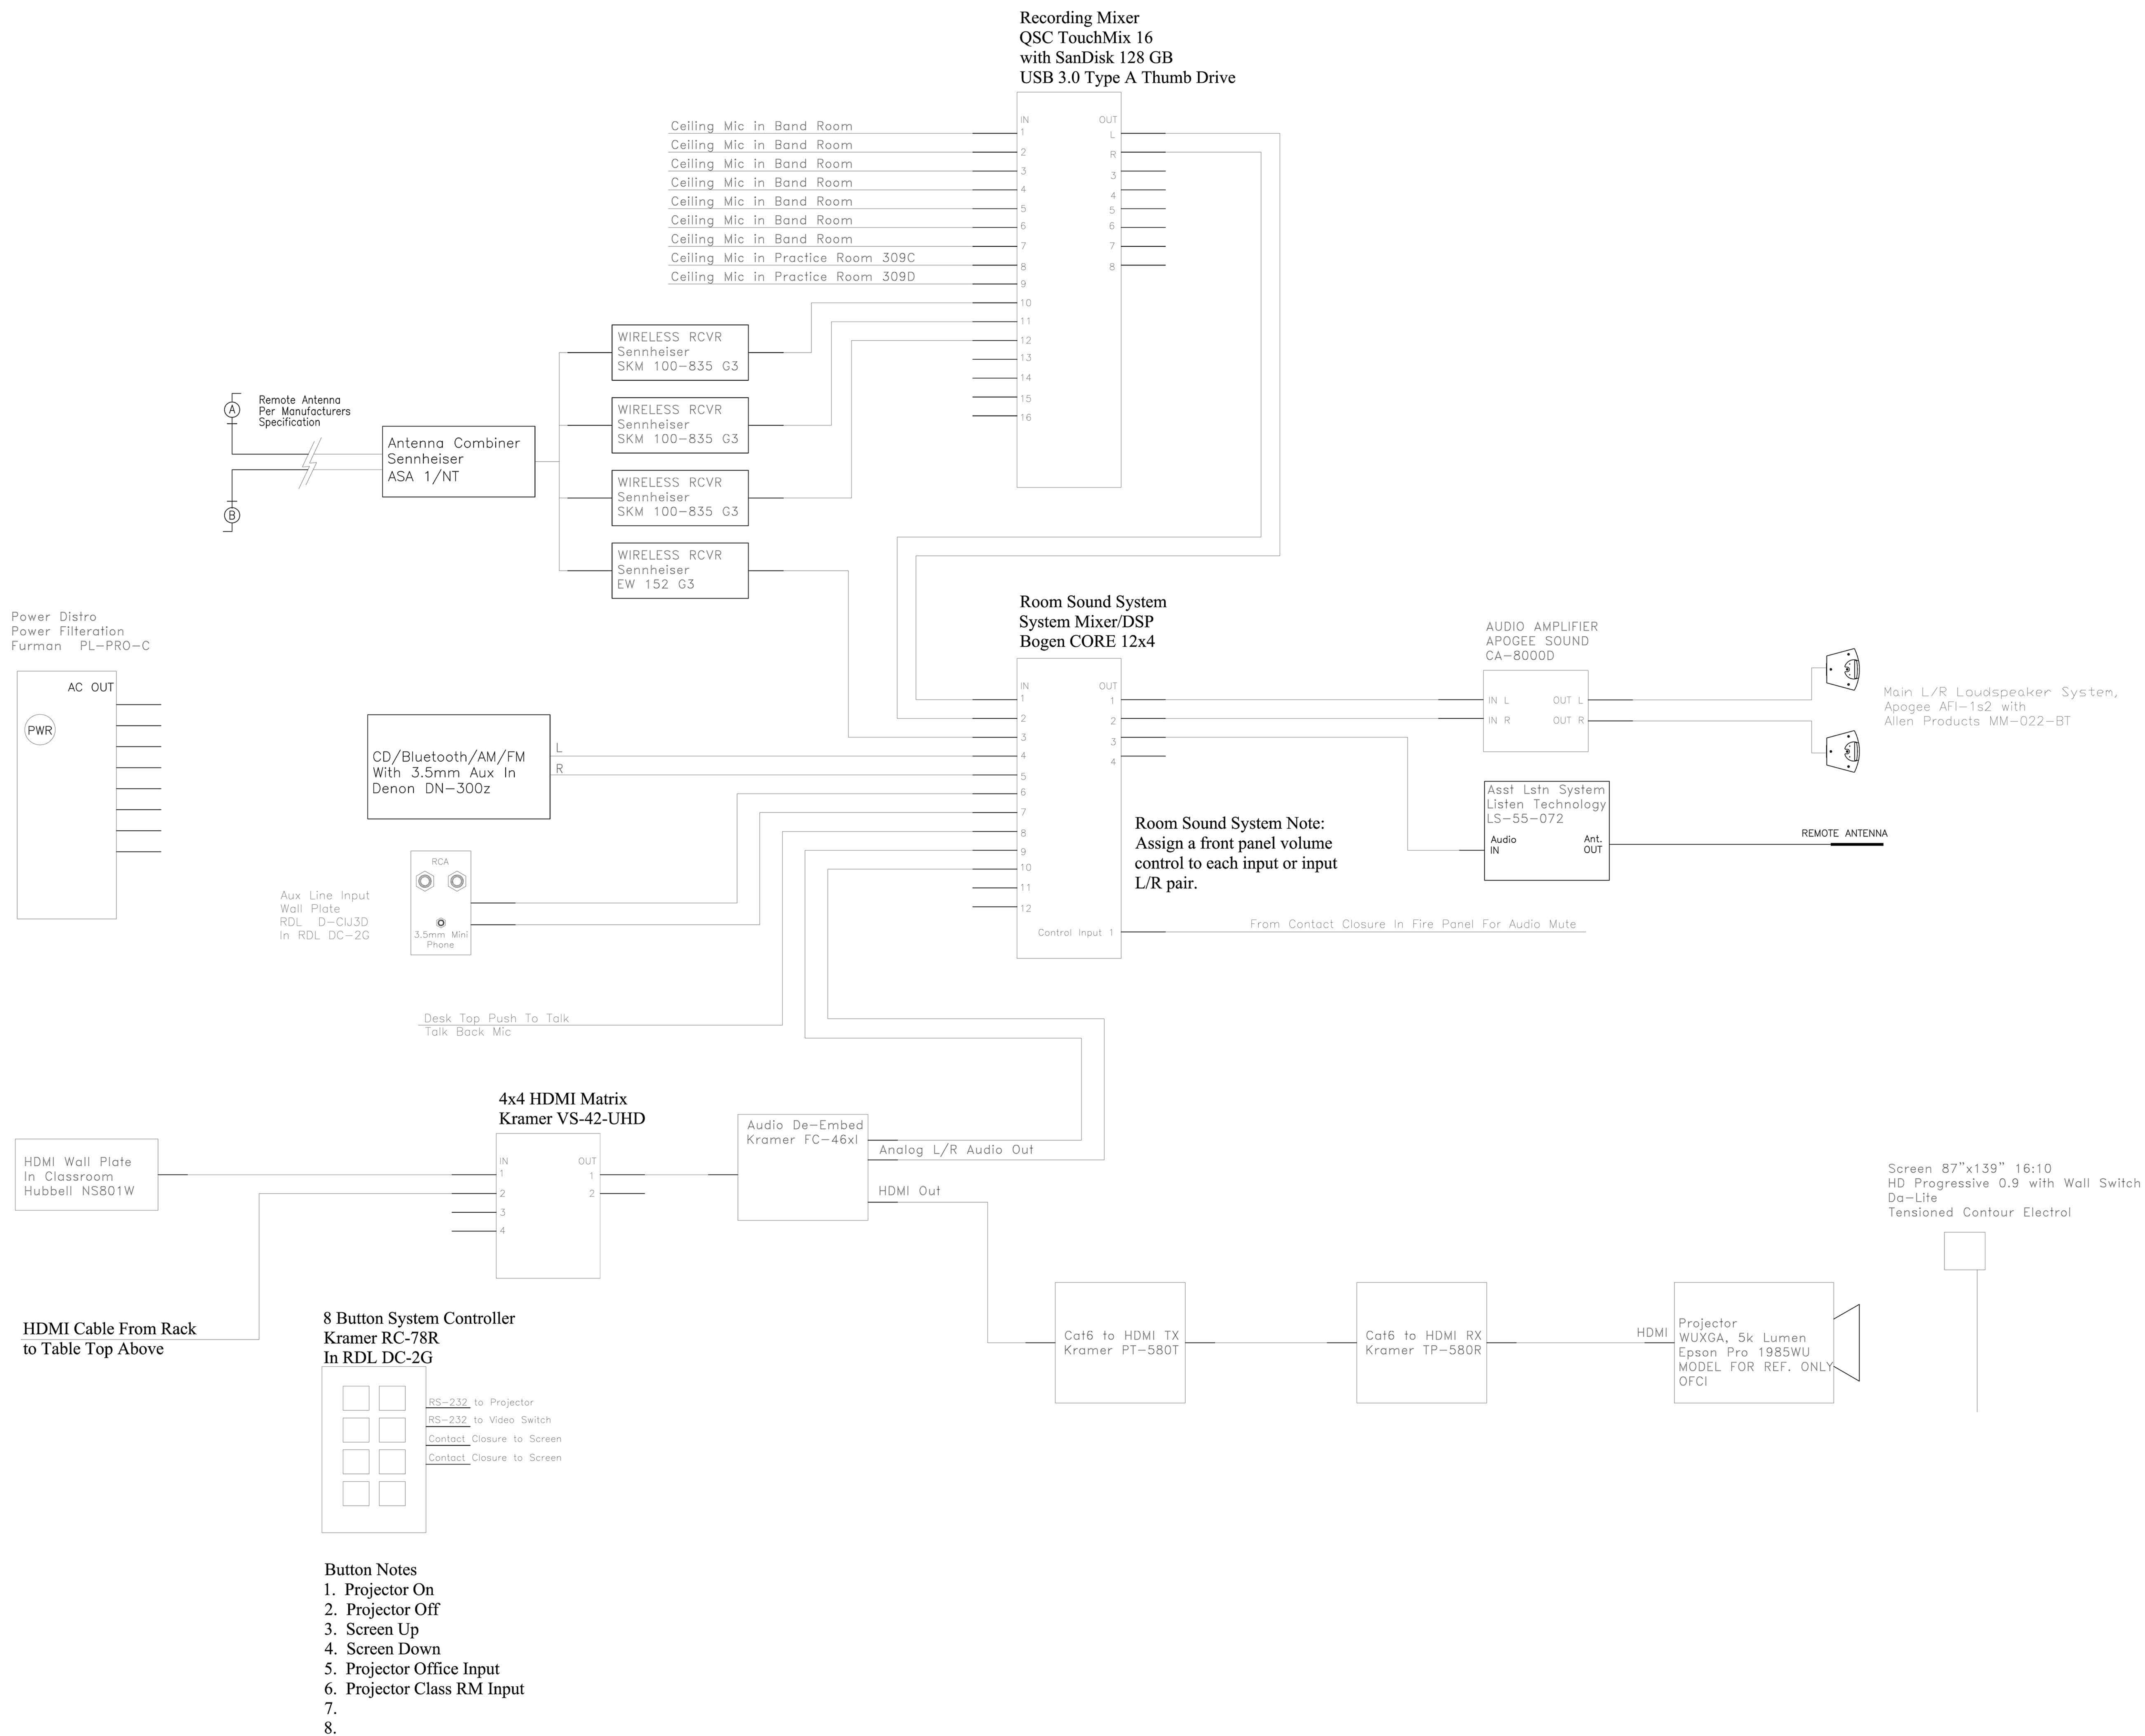 Recording Mixer
QSC TouchMix 16
with SanDisk 128 GB
USB 3.0 Type A Thumb Drive
IN
OUT
Ceiling Mic in Band Room
1
L
Ceiling Mic in Band Room
2
R
Ceiling Mic in Band Room
3
3
Ceiling Mic in Band Room
4
4
Ceiling Mic in Band Room
5
5
Ceiling Mic in Band Room
6
6
Ceiling Mic in Band Room
7
7
Ceiling Mic in Practice Room 309C
8
8
Ceiling Mic in Practice Room 309D
9
10
11
12
13
14
15
16
WIRELESS RCVR
Sennheiser
SKM 100-835 G3
WIRELESS RCVR
Sennheiser
SKM 100-835 G3
WIRELESS RCVR
Sennheiser
SKM 100-835 G3
WIRELESS RCVR
Sennheiser
EW 152 G3
A
Remote Antenna
Per Manufacturers
Specification
B
Antenna Combiner
Sennheiser
ASA 1/NT
Power Distro
Power Filteration
Furman PL-PRO-C
AC OUT
PWR
Room Sound System
System Mixer/DSP
Bogen CORE 12x4
IN
OUT
1
2
3
4
5
6
7
8
9
10
11
12
1
2
3
4
Control Input 1
From Contact Closure In Fire Panel For Audio Mute
Room Sound System Note:
Assign a front panel volume
control to each input or input
L/R pair.
AUDIO AMPLIFIER
APOGEE SOUND
CA-8000D
IN L
OUT L
IN R
OUT R
Main L/R Loudspeaker System,
Apogee AFI-1s2 with
Allen Products MM-022-BT
Asst Lstn System
Listen Technology
LS-55-072
Audio
IN
Ant.
OUT
REMOTE ANTENNA
CD/Bluetooth/AM/FM
With 3.5mm Aux In
Denon DN-300z
L
R
RCA
3.5mm Mini
Phone
Aux Line Input
Wall Plate
RDL D-CIJ3D
In RDL DC-2G
Desk Top Push To Talk
Talk Back Mic
4x4 HDMI Matrix
Kramer VS-42-UHD
IN
OUT
1
2
3
4
1
2
HDMI Wall Plate
In Classroom
Hubbell NS801W
Audio De-Embed
Kramer FC-46xl
Analog L/R Audio Out
HDMI Out
HDMI Cable From Rack
to Table Top Above
Screen 87"x139" 16:10
HD Progressive 0.9 with Wall Switch
Da-Lite
Tensioned Contour Electrol
Cat6 to HDMI TX
Kramer PT-580T
Cat6 to HDMI RX
Kramer TP-580R
HDMI
Projector
WUXGA, 5k Lumen
Epson Pro 1985WU
MODEL FOR REF. ONLY
OFCI
8 Button System Controller
Kramer RC-78R
In RDL DC-2G
RS-232 to Projector
RS-232 to Video Switch
Contact Closure to Screen
Contact Closure to Screen
Button Notes
1. Projector On
2. Projector Off
3. Screen Up
4. Screen Down
5. Projector Office Input
6. Projector Class RM Input
7.
8.